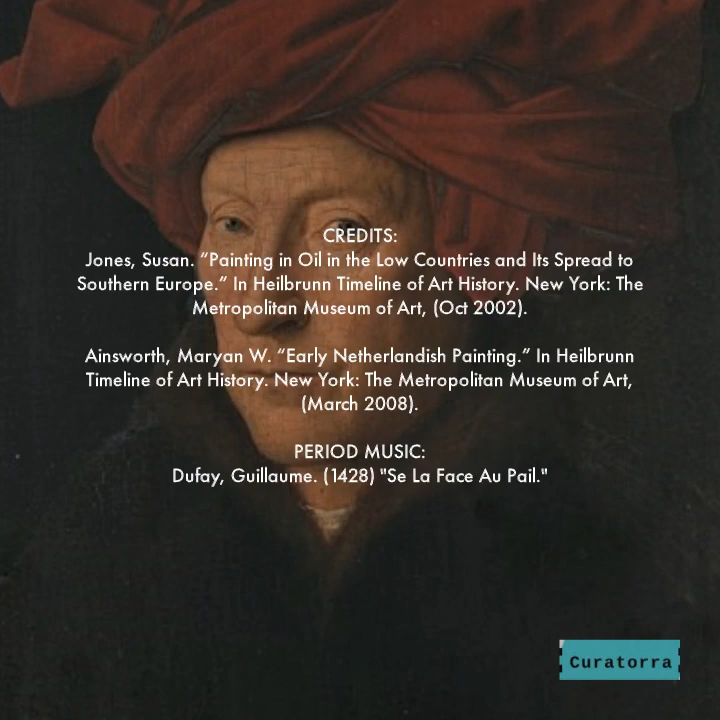 CREDITS:
Jones, Susan. “Painting in Oil in the Low Countries and Its Spread to
Southern Europe.” In Heilbrunn Timeline of Art History. New York: The
Metropolitan Museum of Art, (Oct 2002).
Ainsworth, Maryan W. “Early Netherlandish Painting.” In Heilbrunn
Timeline of Art History. New York: The Metropolitan Museum of Art,
(March 2008).
PERIOD MUSIC:
Dufay, Guillaume. (1428) "Se La Face Au Pail."
Curatorra